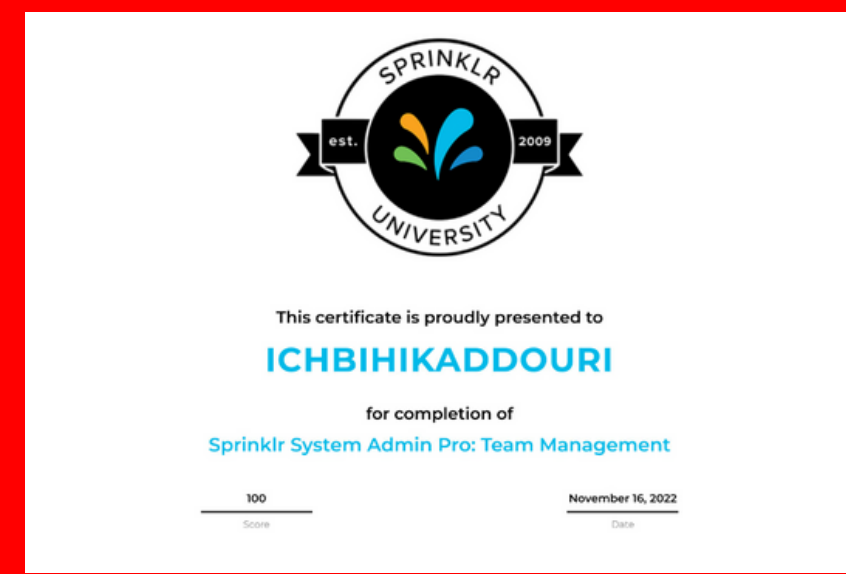 SPRINKLR
est.
2009
UNIVERSITY
This certificate is proudly presented to
ICHBIHIKADDOURI
for completion of
Sprinklr System Admin Pro: Team Management
100
November 16, 2022
Score
Date